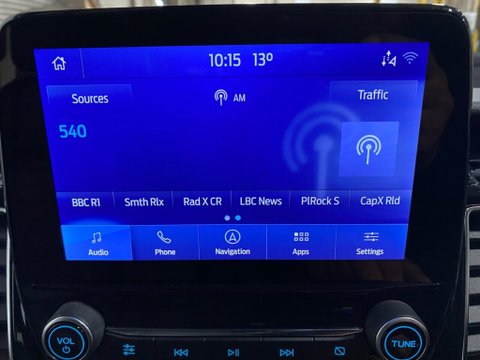 10:15 13°
Sources
AM
Traffic
540
BBC R1 Smth Rlx Rad X CR LBC News PlRock S CapX Rld
Audio Phone Navigation Apps Settings
VOL
TUNE